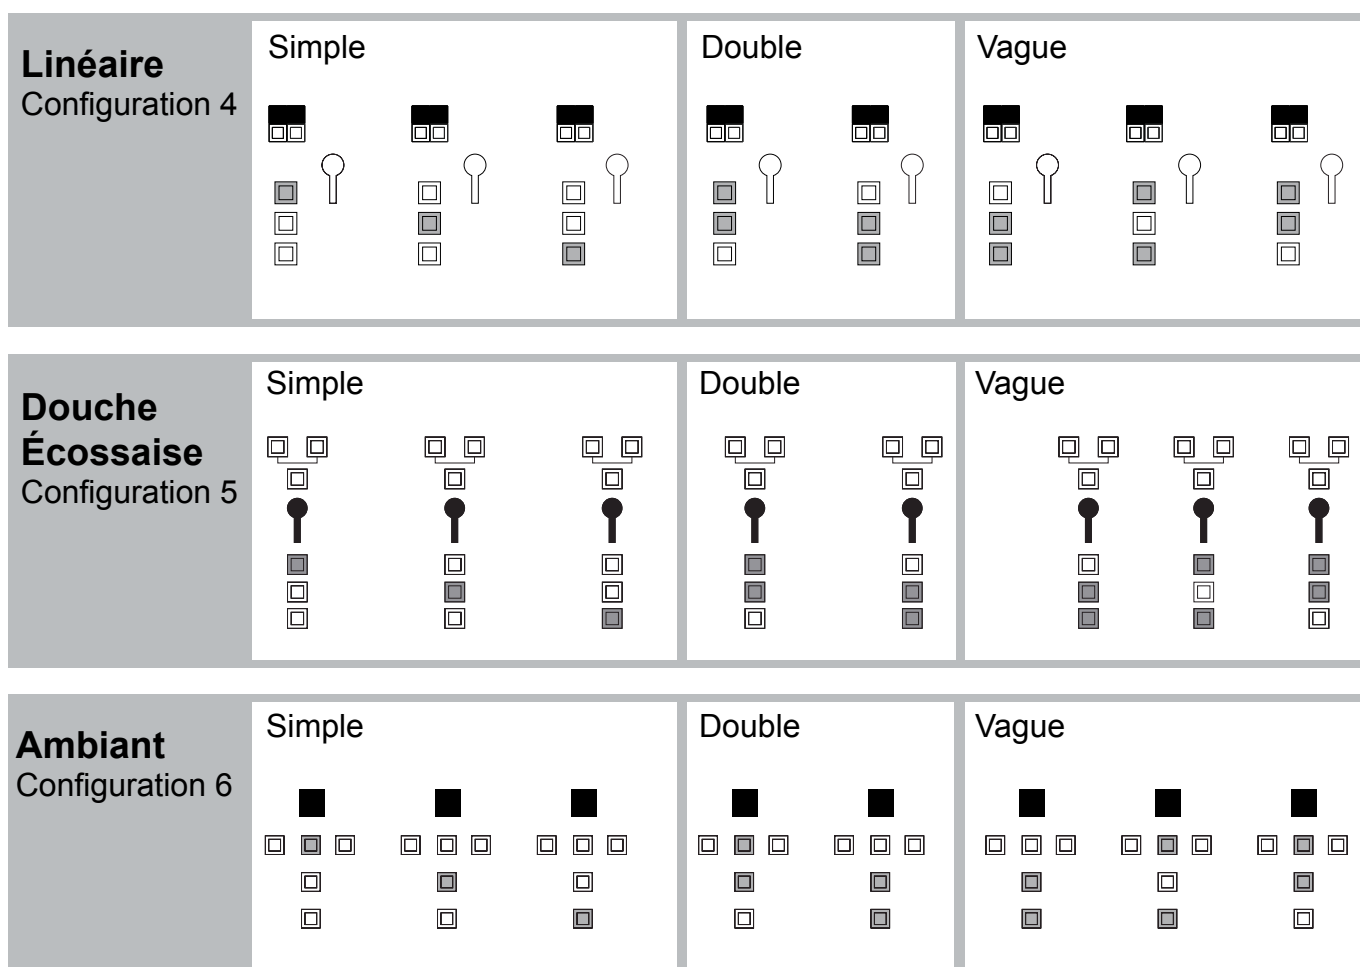 Linéaire
Configuration 4
Simple
Double
Vague
Douche
Écossaise
Configuration 5
Simple
Double
Vague
Ambiant
Configuration 6
Simple
Double
Vague